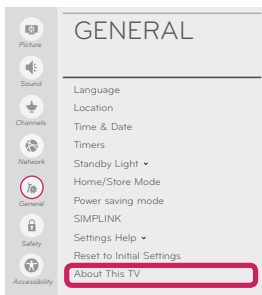 GENERAL
Picture
Sound
Channels
Network
General
Safety
Accessibility
Language
Location
Time & Date
Timers
Standby Light
Home/Store Mode
Power saving mode
SIMPLINK
Settings Help
Reset to Initial Settings
About This TV